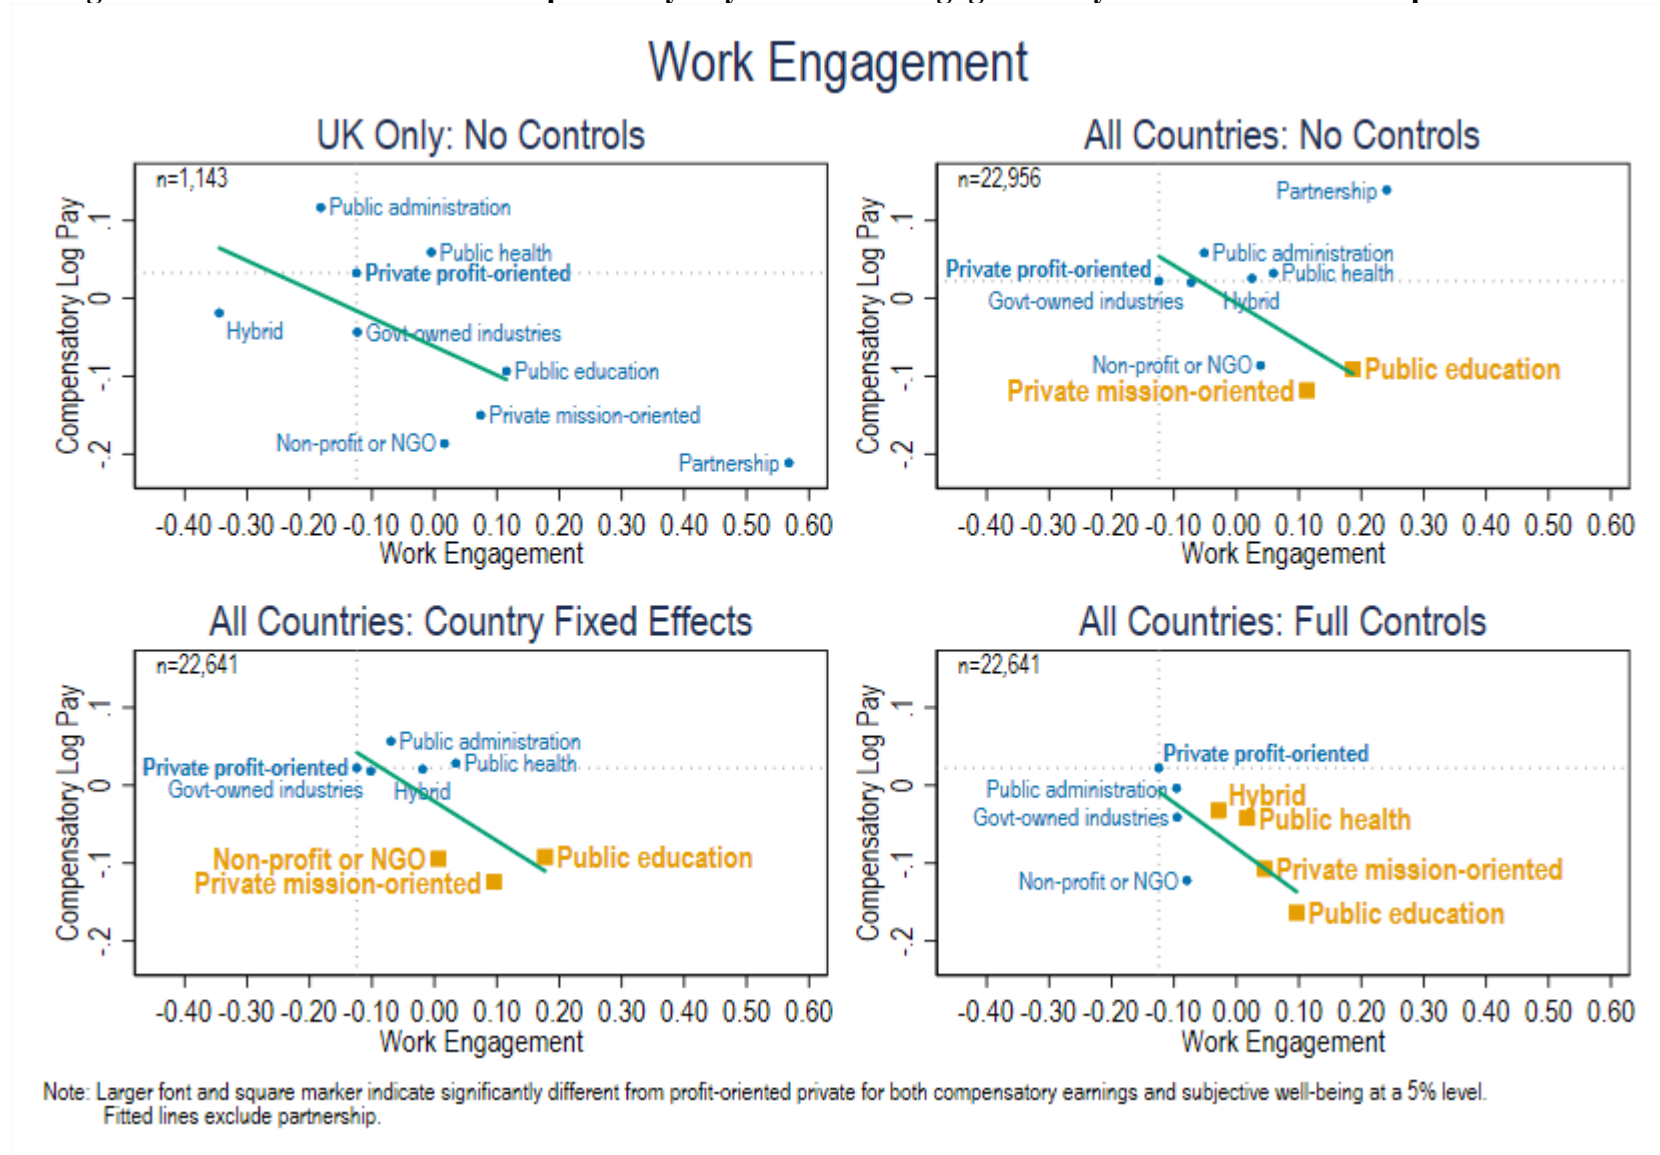 Work Engagement
UK Only: No Controls
n=1,143
Public administration
Public health
Private profit-oriented
Hybrid
Govt-owned industries
Public education
Private mission-oriented
Non-profit or NGO
Partnership
Compensatory Log Pay
.1
0
-.1
-.2
-0.40 -0.30 -0.20 -0.10 0.00 0.10 0.20 0.30 0.40 0.50 0.60
Work Engagement
All Countries: No Controls
n=22,956
Partnership
Public administration
Private profit-oriented
Public health
Govt-owned industries
Hybrid
Non-profit or NGO
Public education
Private mission-oriented
Compensatory Log Pay
.1
0
-.1
-.2
-0.40 -0.30 -0.20 -0.10 0.00 0.10 0.20 0.30 0.40 0.50 0.60
Work Engagement
All Countries: Country Fixed Effects
n=22,641
Public administration
Private profit-oriented
Public health
Govt-owned industries
Hybrid
Non-profit or NGO
Public education
Private mission-oriented
Compensatory Log Pay
.1
0
-.1
-.2
-0.40 -0.30 -0.20 -0.10 0.00 0.10 0.20 0.30 0.40 0.50 0.60
Work Engagement
All Countries: Full Controls
n=22,641
Private profit-oriented
Public administration
Hybrid
Govt-owned industries
Public health
Private mission-oriented
Non-profit or NGO
Public education
Compensatory Log Pay
.1
0
-.1
-.2
-0.40 -0.30 -0.20 -0.10 0.00 0.10 0.20 0.30 0.40 0.50 0.60
Work Engagement
Note: Larger font and square marker indicate significantly different from profit-oriented private for both compensatory earnings and subjective well-being at a 5% level.
Fitted lines exclude partnership.